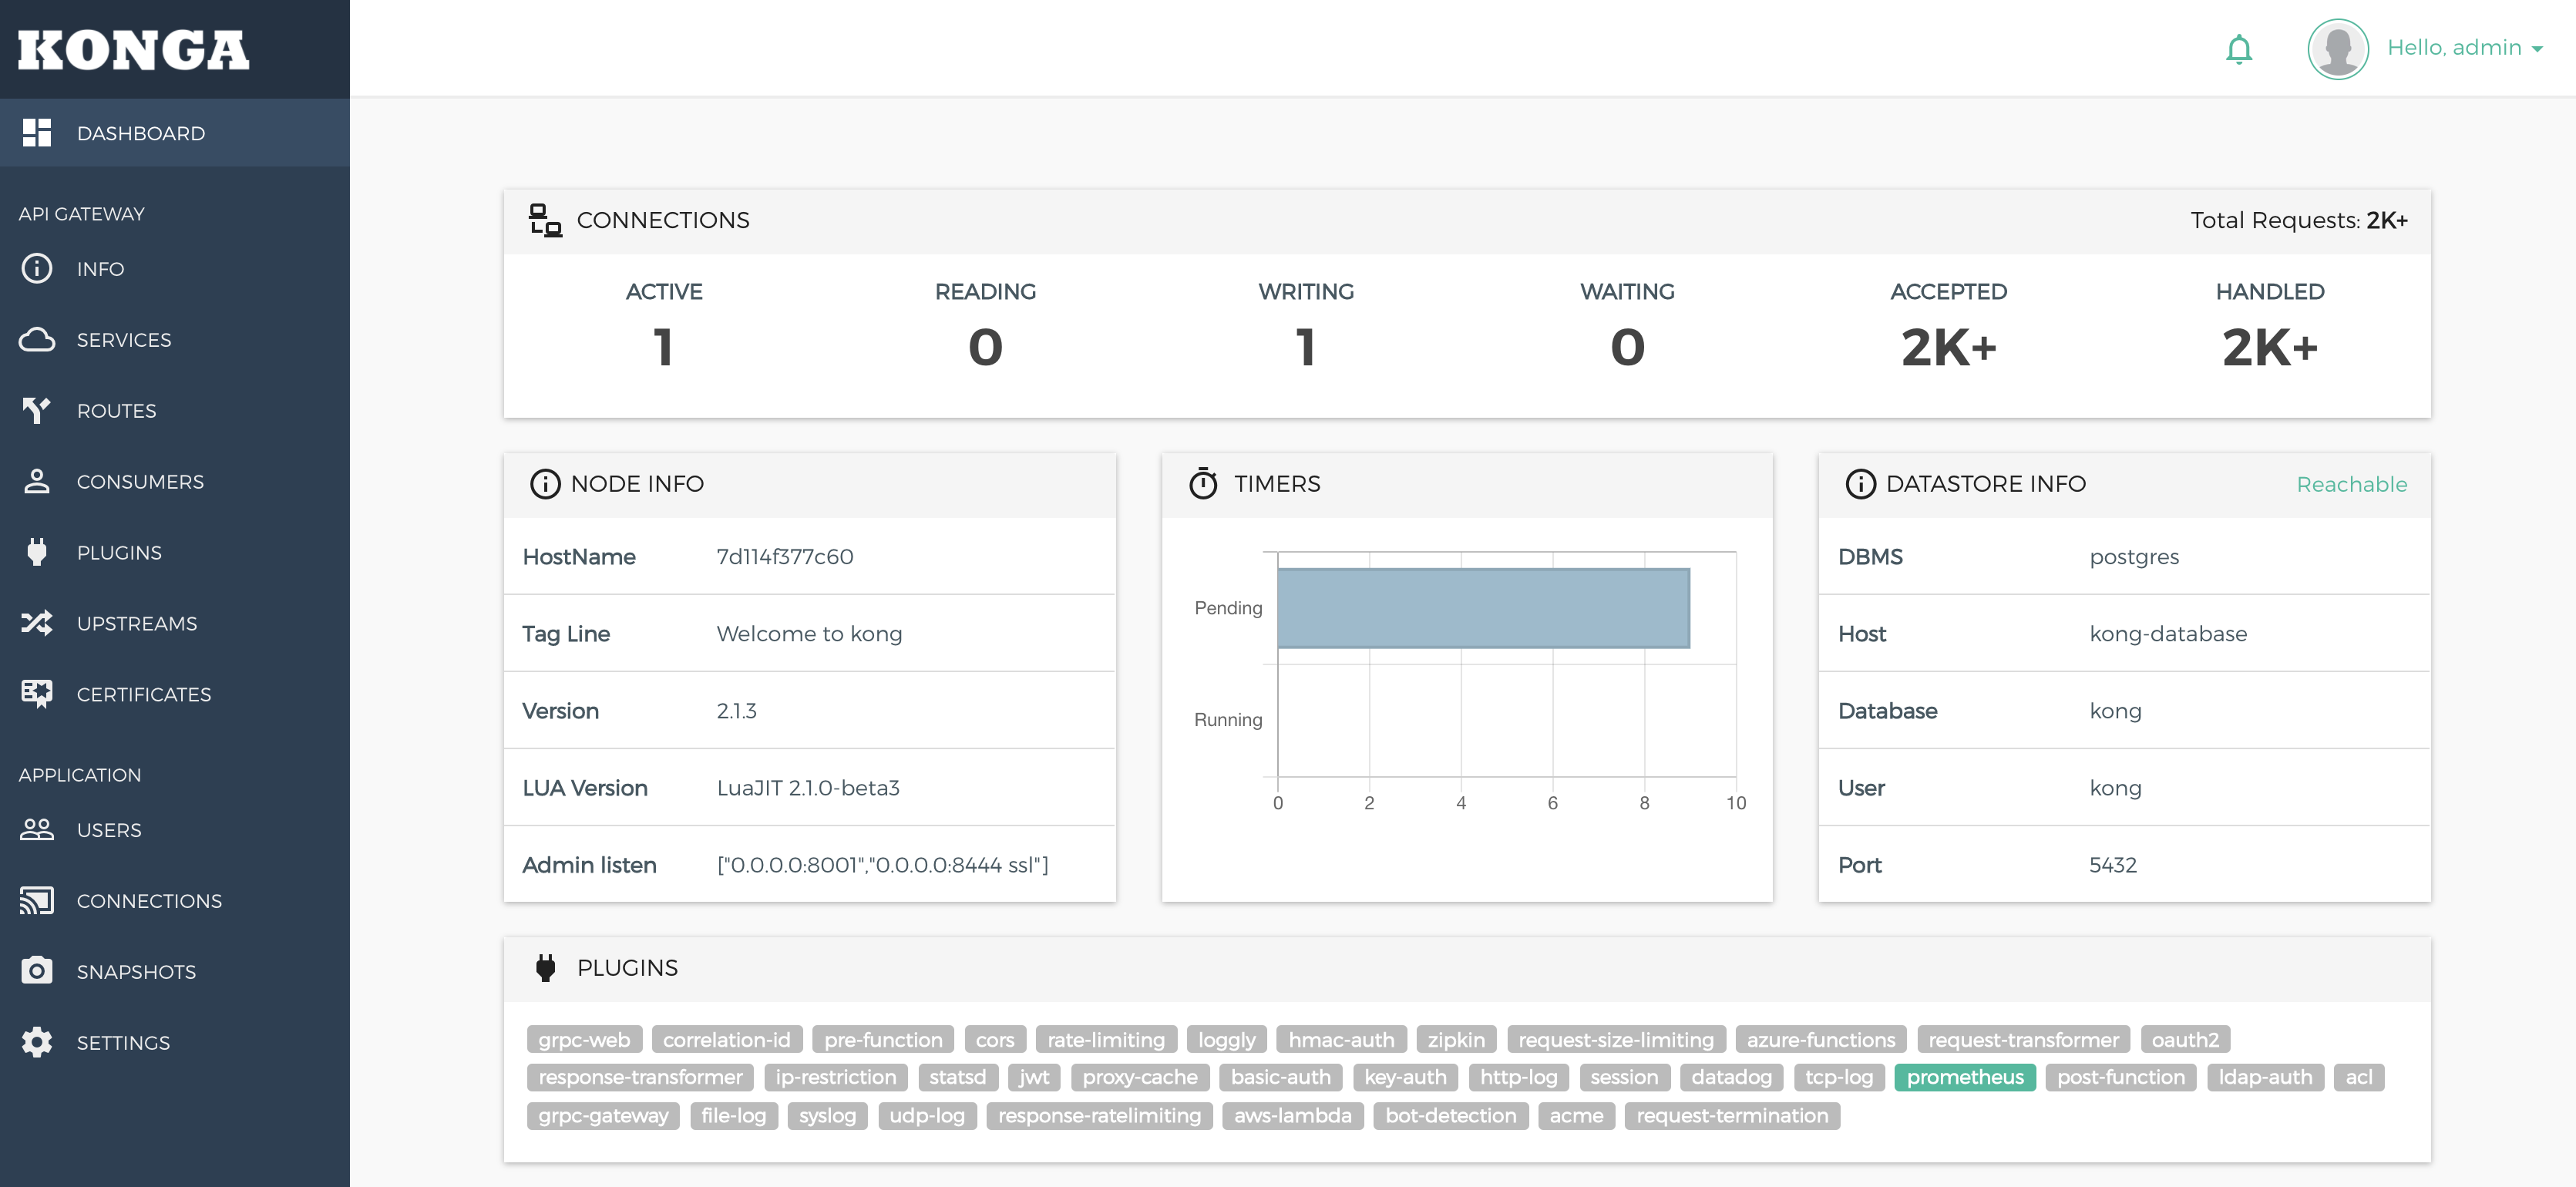 KONGA
Hello, admin
DASHBOARD
API GATEWAY
INFO
SERVICES
ROUTES
CONSUMERS
PLUGINS
UPSTREAMS
CERTIFICATES
APPLICATION
USERS
CONNECTIONS
SNAPSHOTS
SETTINGS
CONNECTIONS Total Requests: 2K+
ACTIVE READING WRITING WAITING ACCEPTED HANDLED
1 0 1 0 2K+ 2K+
NODE INFO
HostName 7d114f377c60
Tag Line Welcome to kong
Version 2.1.3
LUA Version LuaJIT 2.1.0-beta3
Admin listen ["0.0.0.0:8001","0.0.0.0:8444 ssl"]
TIMERS
Pending
Running
0 2 4 6 8 10
DATASTORE INFO Reachable
DBMS postgres
Host kong-database
Database kong
User kong
Port 5432
PLUGINS
grpc-web correlation-id pre-function cors rate-limiting loggly hmac-auth zipkin request-size-limiting azure-functions request-transformer oauth2
response-transformer ip-restriction statsd jwt proxy-cache basic-auth key-auth http-log session datadog tcp-log prometheus post-function ldap-auth acl
grpc-gateway file-log syslog udp-log response-ratelimiting aws-lambda bot-detection acme request-termination